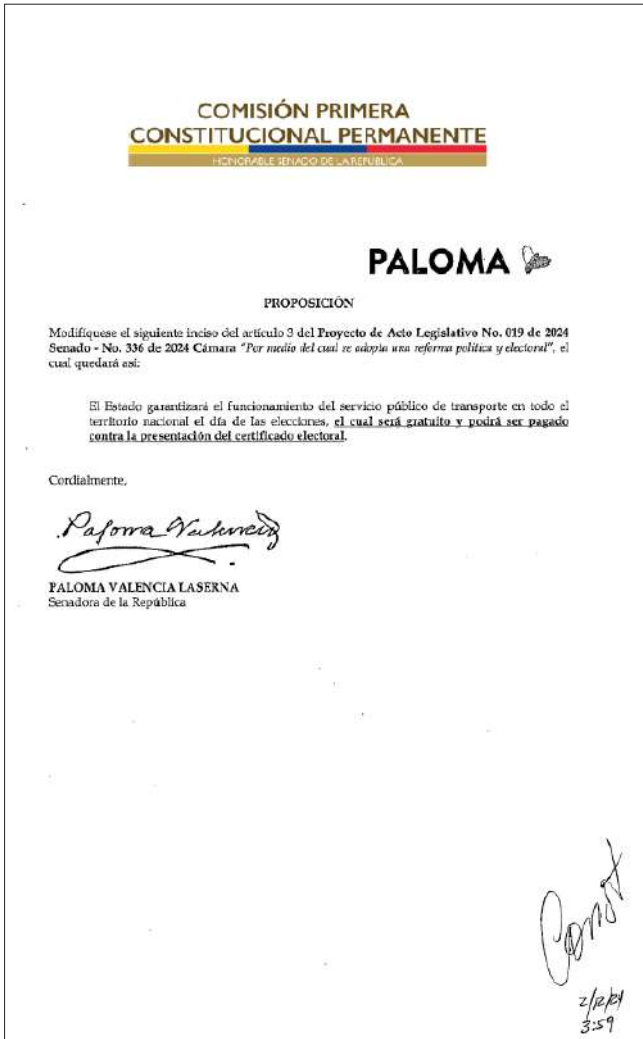 COMISIÓN PRIMERA
CONSTITUCIONAL PERMANENTE
HONORABLE SENADO DE LA REPÚBLICA
PALOMA
PROPOSICIÓN
Modifíquese el siguiente inciso del artículo 3 del Proyecto de Acto Legislativo No. 019 de 2024
Senado - No. 336 de 2024 Cámara "Por medio del cual se adopta una reforma política y electoral", el
cual quedará así:
El Estado garantizará el funcionamiento del servicio público de transporte en todo el
territorio nacional el día de las elecciones, el cual será gratuito y podrá ser pagado
contra la presentación del certificado electoral.
Cordialmente,
Paloma Valencia
PALOMA VALENCIA LASERNA
Senadora de la República
2/12/24
3:59